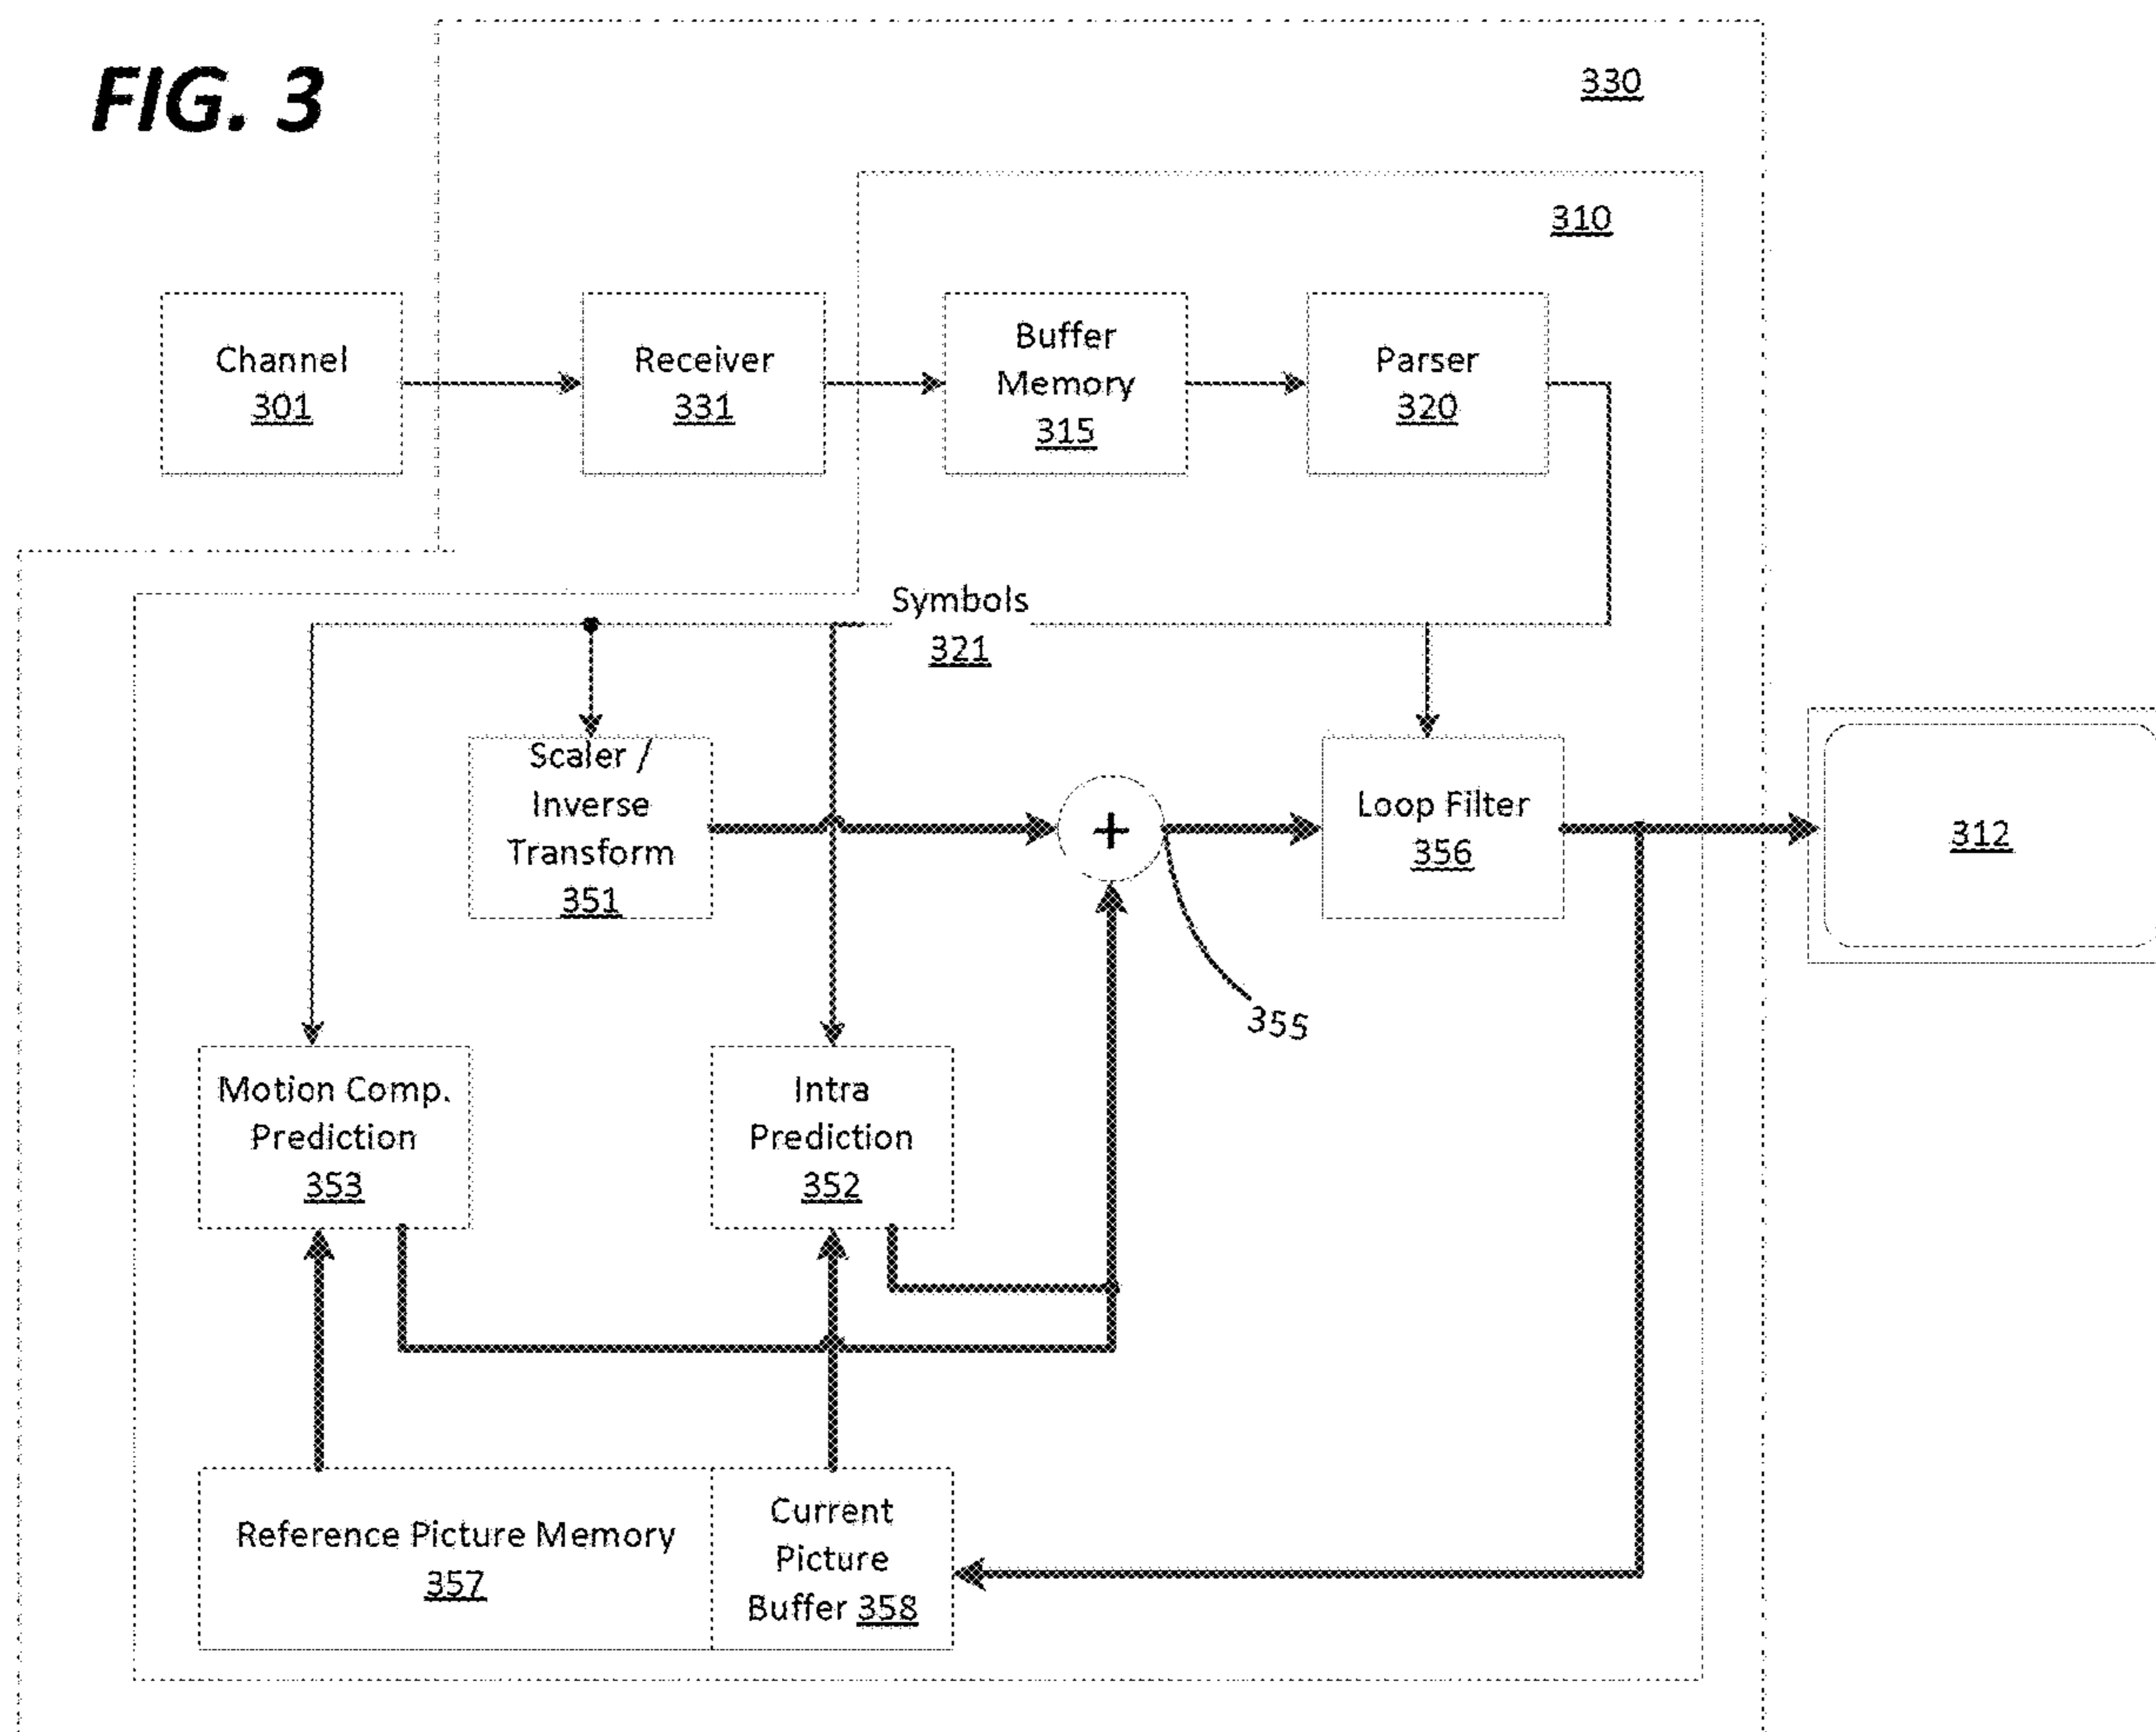 FIG. 3
330
310
Channel
301
Receiver
331
Buffer
Memory
315
Parser
320
Symbols
321
Scaler /
Inverse
Transform
351
+
Loop Filter
356
312
355
Motion Comp.
Prediction
353
Intra
Prediction
352
Reference Picture Memory
357
Current
Picture
Buffer 358